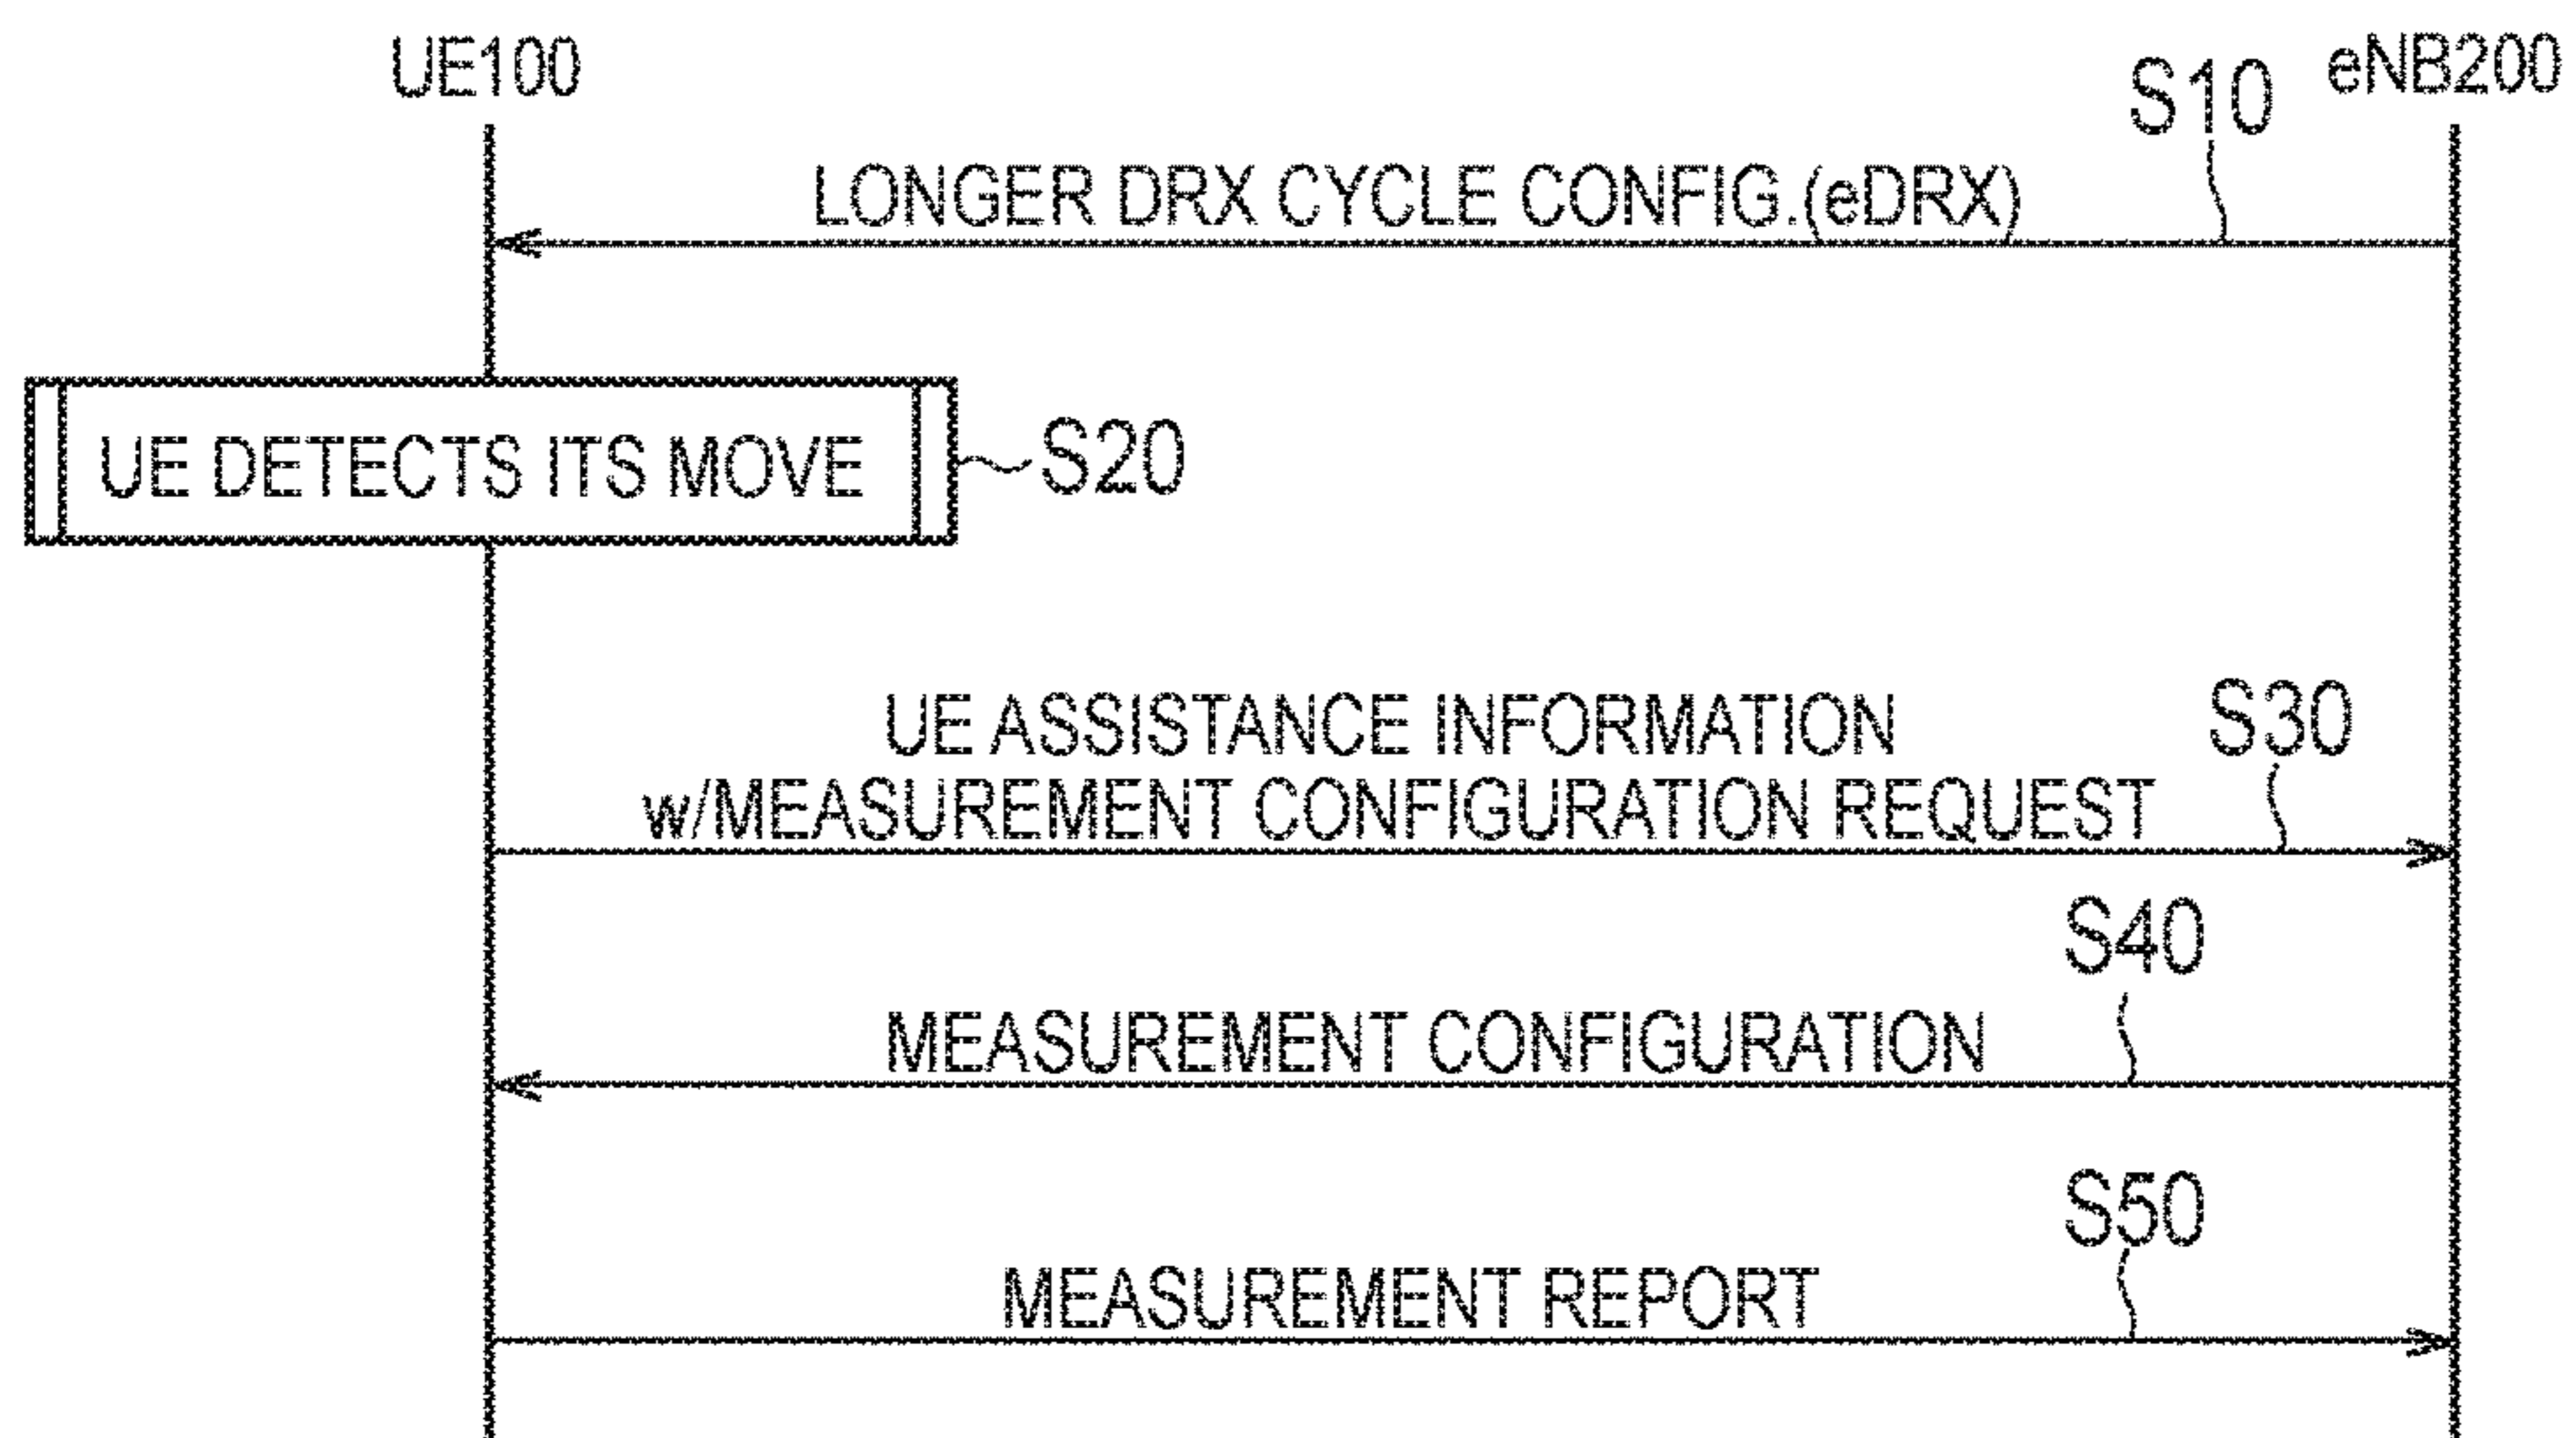 UE100
eNB200
S10
LONGER DRX CYCLE CONFIG.(eDRX)
UE DETECTS ITS MOVE
S20
UE ASSISTANCE INFORMATION
S30
w/MEASUREMENT CONFIGURATION REQUEST
S40
MEASUREMENT CONFIGURATION
S50
MEASUREMENT REPORT